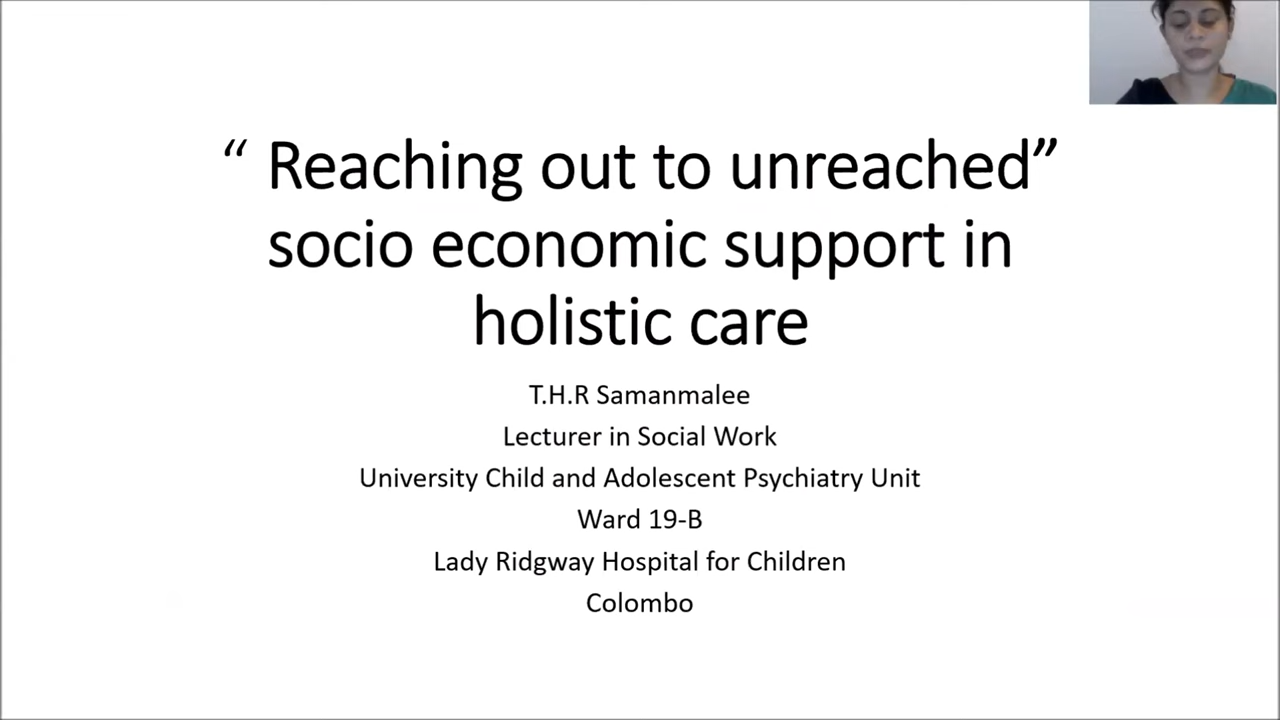 “ Reaching out to unreached”
socio economic support in
holistic care
T.H.R Samanmalee
Lecturer in Social Work
University Child and Adolescent Psychiatry Unit
Ward 19-B
Lady Ridgway Hospital for Children
Colombo